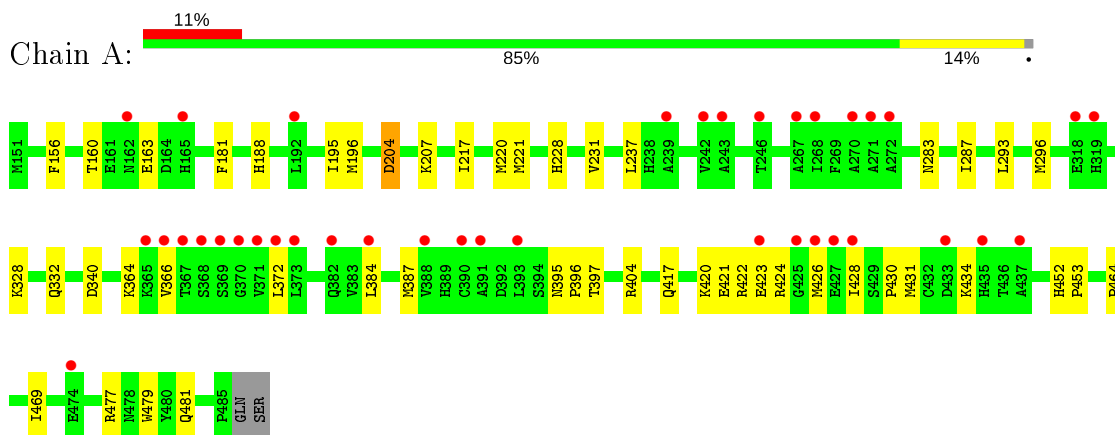 11%
Chain A:
85% 14%
M151 F156 T160 E161 N162 E163 D164 H165 F181 H188 L192 I195 M196 D204 K207 I217 M220 M221 H228 V231 L237 H238 A239 V242 A243 T246 A267 I268 F269 A270 A271 A272 N283 I287 L293 M296 E318 H319
K328 Q332 D340 K364 K365 V366 T367 S368 S369 G370 V371 L372 L373 Q382 V383 L384 M387 V388 H389 C390 A391 D392 L393 S394 N395 P396 T397 R404 Q417 K420 E421 R422 E423 R424 G425 M426 E427 I428 S429 P430 M431 C432 D433 K434 H435 T436 A437 H452 P453
I469 E474 R477 N478 W479 Y480 Q481 P485 GLN SER